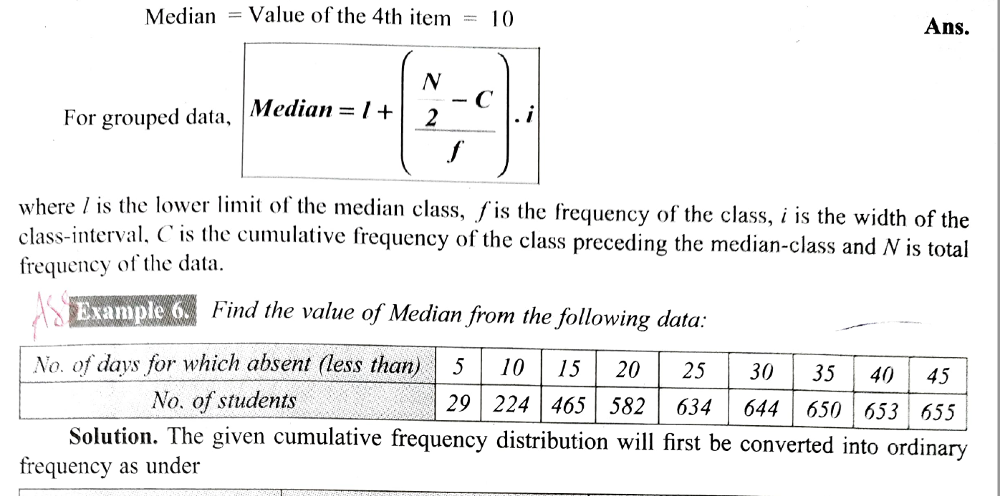 Median = Value of the 4th item = 10 Ans.
For grouped data, Median = l + ( (N/2 − C) / f ) . i
where l is the lower limit of the median class, f is the frequency of the class, i is the width of the
class-interval, C is the cumulative frequency of the class preceding the median-class and N is total
frequency of the data.
Example 6. Find the value of Median from the following data:
No. of days for which absent (less than) 5 10 15 20 25 30 35 40 45
No. of students 29 224 465 582 634 644 650 653 655
Solution. The given cumulative frequency distribution will first be converted into ordinary
frequency as under